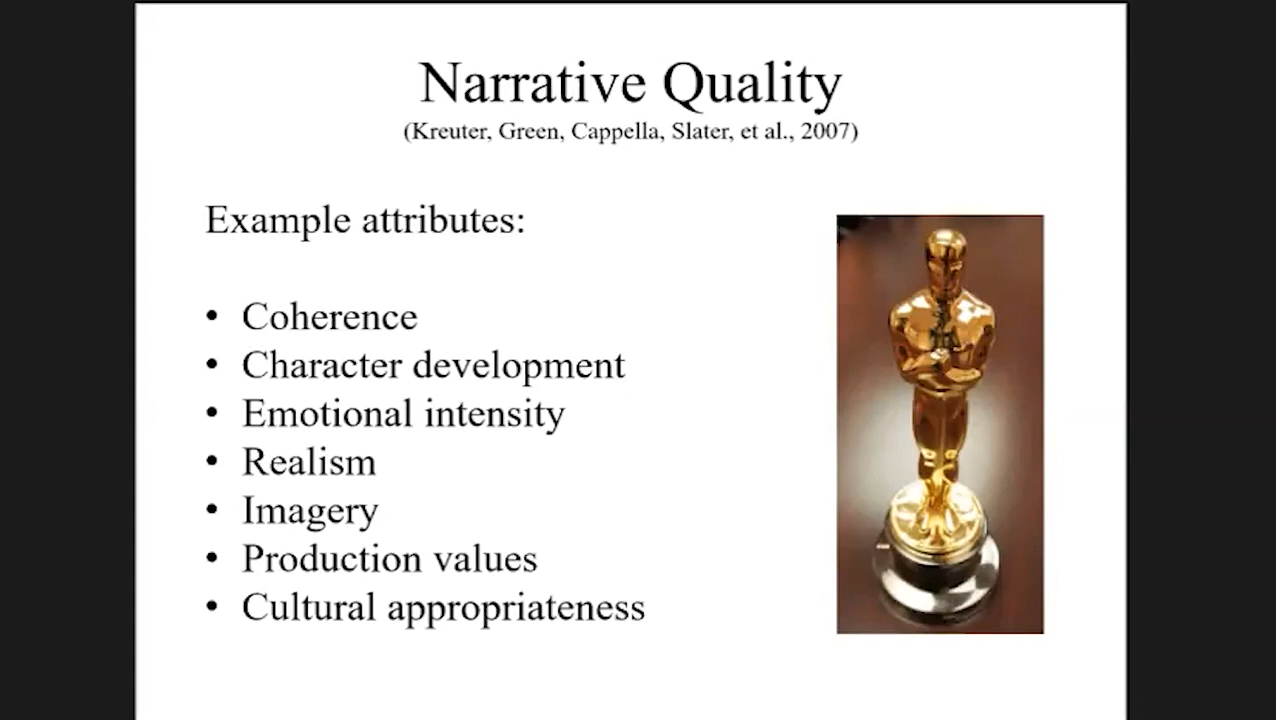 Narrative Quality
(Kreuter, Green, Cappella, Slater, et al., 2007)
Example attributes:
• Coherence
• Character development
• Emotional intensity
• Realism
• Imagery
• Production values
• Cultural appropriateness